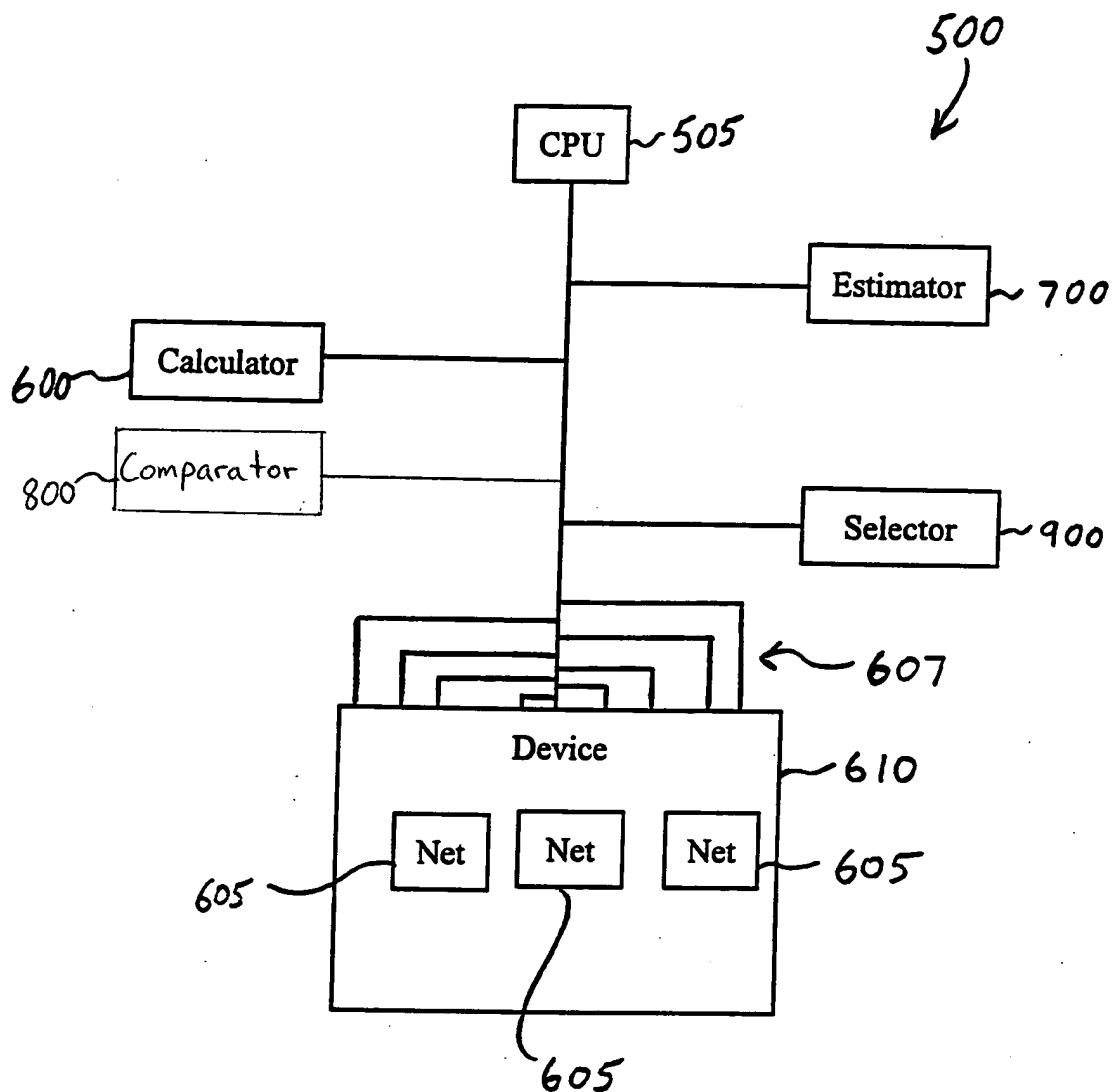 500
CPU
505
Estimator
700
Calculator
600
Comparator
800
Selector
900
607
Device
610
Net
Net
Net
605
605
605